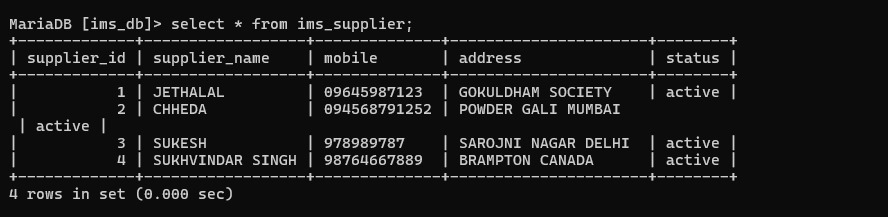 MariaDB [ims_db]> select * from ims_supplier;
+-------------+------------------+--------------+----------------------+--------+
| supplier_id | supplier_name    | mobile       | address              | status |
+-------------+------------------+--------------+----------------------+--------+
|           1 | JETHALAL         | 09645987123  | GOKULDHAM SOCIETY    | active |
|           2 | CHHEDA           | 094568791252 | POWDER GALI MUMBAI
 | active |
|           3 | SUKESH           | 978989787    | SAROJNI NAGAR DELHI  | active |
|           4 | SUKHVINDAR SINGH | 98764667889  | BRAMPTON CANADA      | active |
+-------------+------------------+--------------+----------------------+--------+
4 rows in set (0.000 sec)